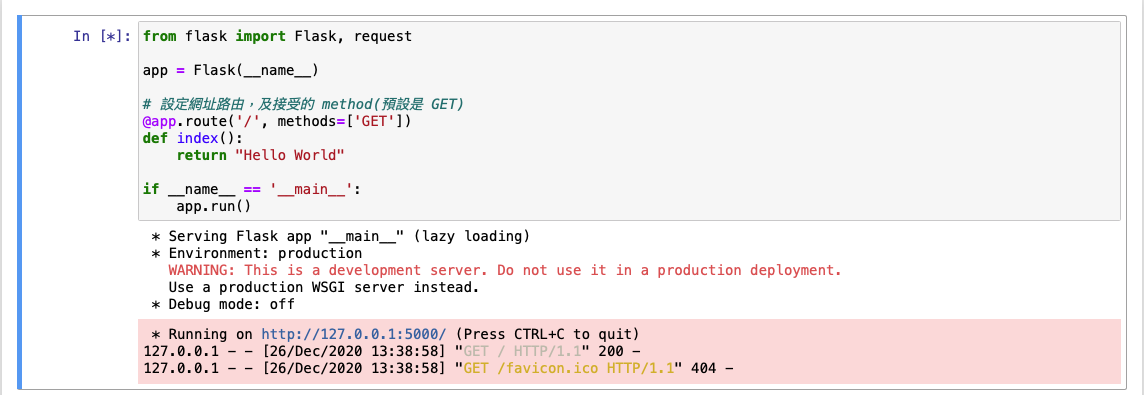 In [*]: from flask import Flask, request
app = Flask(__name__)
# 設定網址路由，及接受的 method(預設是 GET)
@app.route('/', methods=['GET'])
def index():
    return "Hello World"
if __name__ == '__main__':
    app.run()
* Serving Flask app "__main__" (lazy loading)
* Environment: production
WARNING: This is a development server. Do not use it in a production deployment.
Use a production WSGI server instead.
* Debug mode: off
* Running on http://127.0.0.1:5000/ (Press CTRL+C to quit)
127.0.0.1 - - [26/Dec/2020 13:38:58] "GET / HTTP/1.1" 200 -
127.0.0.1 - - [26/Dec/2020 13:38:58] "GET /favicon.ico HTTP/1.1" 404 -